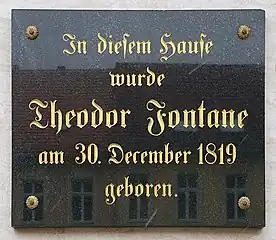 In diesem Hause
wurde
Theodor Fontane
am 30. December 1819
geboren.